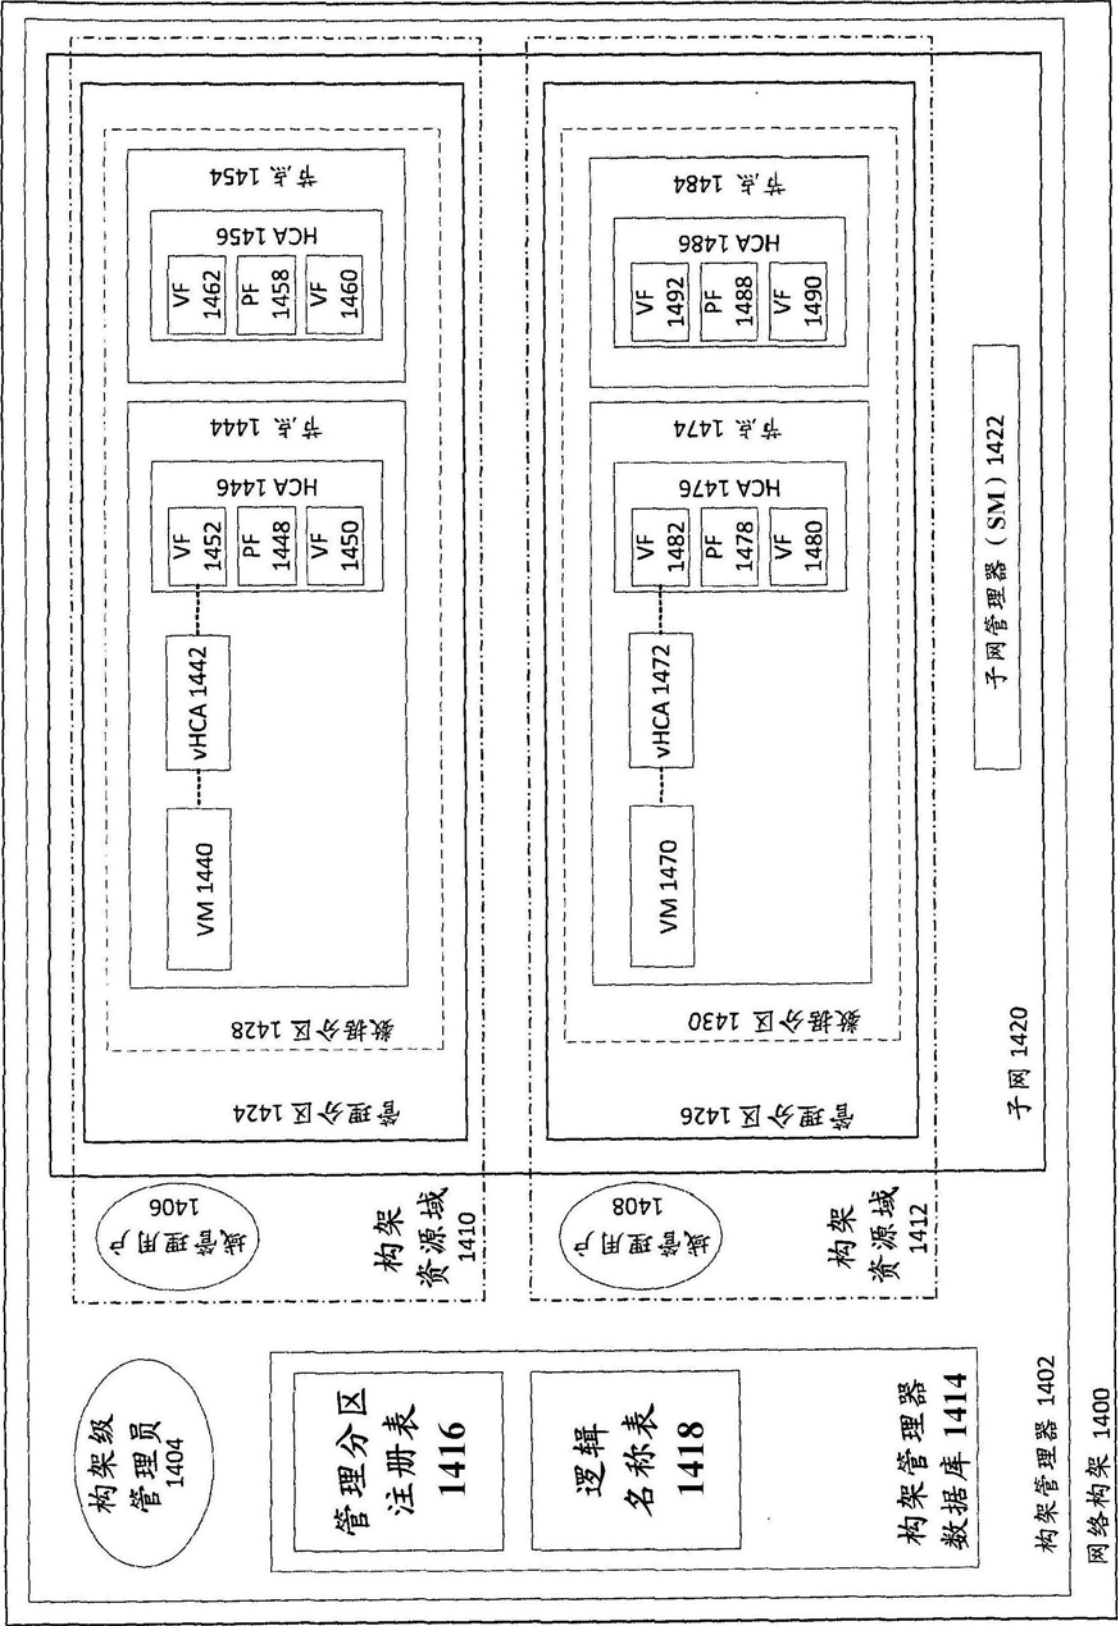 构架级
管理员
1404
管理分区
注册表
1416
逻辑
名称表
1418
构架管理器
数据库 1414
构架管理器 1402
网络构架 1400
域管理用户
1406
构架
资源域
1410
域管理用户
1408
构架
资源域
1412
子网 1420
子网管理器（SM）1422
管理分区 1424
数据分区 1428
VM 1440
vHCA 1442
节点 1444
HCA 1446
VF
1452
PF
1448
VF
1450
节点 1454
HCA 1456
VF
1462
PF
1458
VF
1460
管理分区 1426
数据分区 1430
VM 1470
vHCA 1472
节点 1474
HCA 1476
VF
1482
PF
1478
VF
1480
节点 1484
HCA 1486
VF
1492
PF
1488
VF
1490